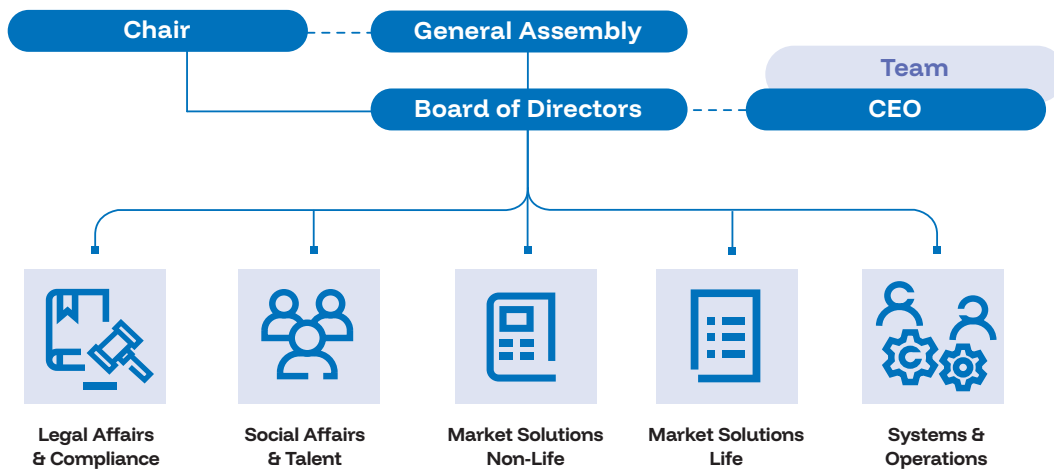 Chair
General Assembly
Team
Board of Directors
CEO
Legal Affairs
& Compliance
Social Affairs
& Talent
Market Solutions
Non-Life
Market Solutions
Life
Systems &
Operations